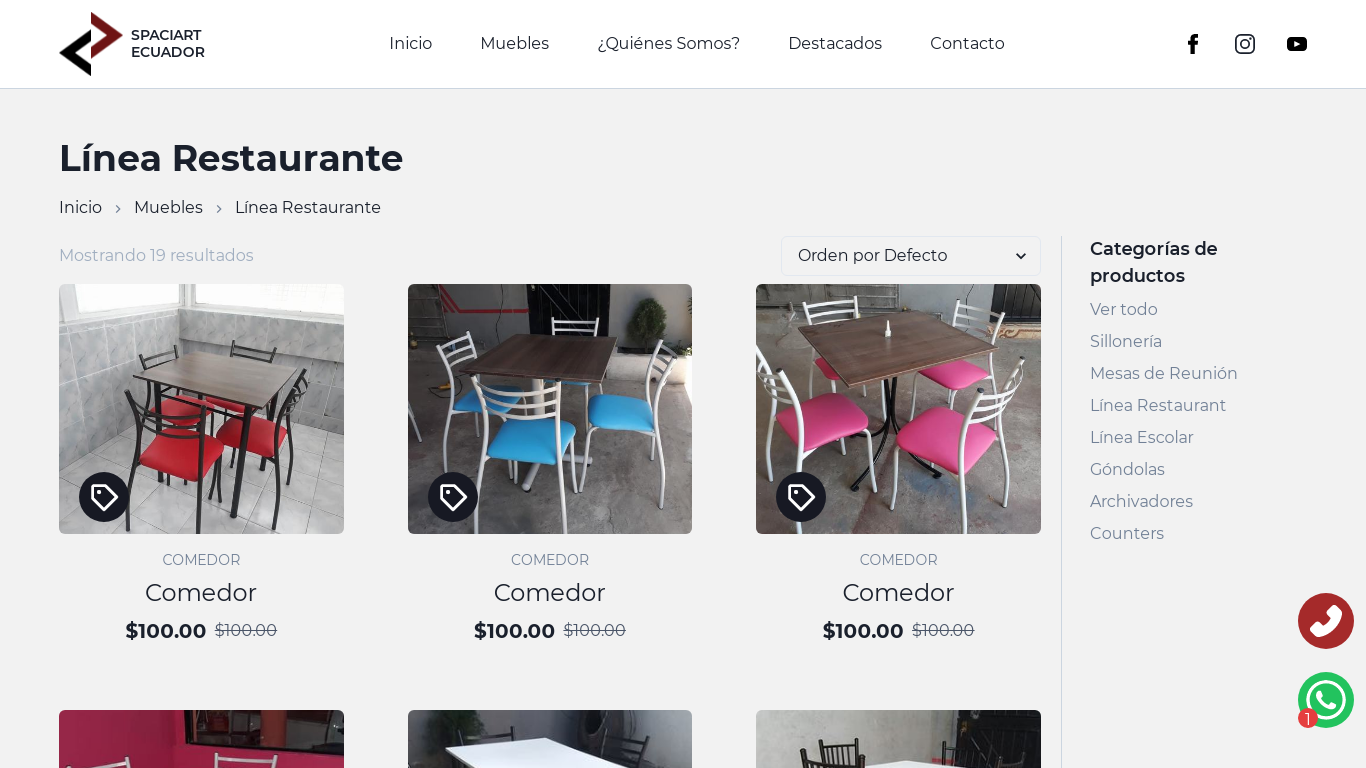 SPACIART
ECUADOR
Inicio
Muebles
¿Quiénes Somos?
Destacados
Contacto
Línea Restaurante
Inicio › Muebles › Línea Restaurante
Mostrando 19 resultados
Orden por Defecto
COMEDOR
Comedor
$100.00 $100.00
COMEDOR
Comedor
$100.00 $100.00
COMEDOR
Comedor
$100.00 $100.00
Categorías de
productos
Ver todo
Sillonería
Mesas de Reunión
Línea Restaurant
Línea Escolar
Góndolas
Archivadores
Counters
1